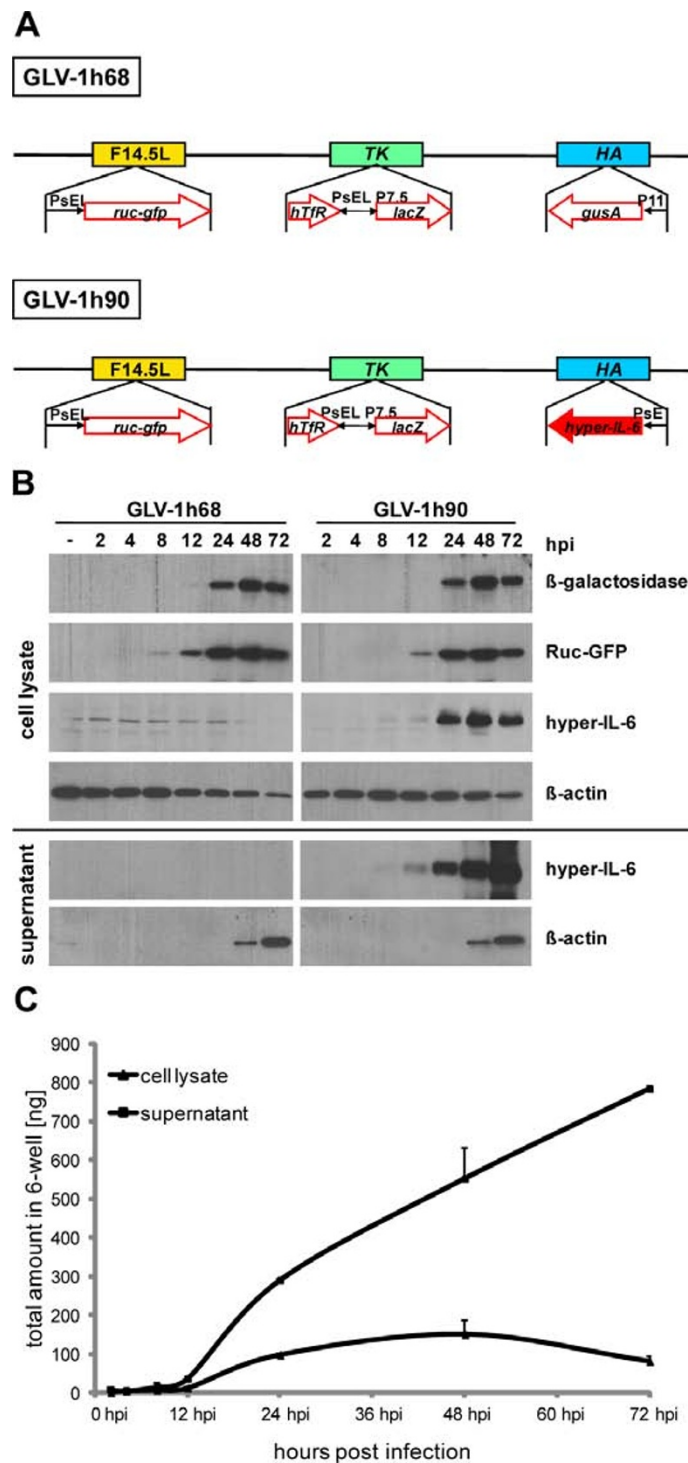 A
GLV-1h68
F14.5L TK HA
PsEL ruc-gfp hTfR PsEL P7.5 lacZ gusA P11
GLV-1h90
F14.5L TK HA
PsEL ruc-gfp hTfR PsEL P7.5 lacZ hyper-IL-6 PsE
B
GLV-1h68 GLV-1h90
- 2 4 8 12 24 48 72 2 4 8 12 24 48 72 hpi
cell lysate
ß-galactosidase
Ruc-GFP
hyper-IL-6
ß-actin
supernatant
hyper-IL-6
ß-actin
C
total amount in 6-well [ng]
900
800
700
600
500
400
300
200
100
0
cell lysate
supernatant
0 hpi 12 hpi 24 hpi 36 hpi 48 hpi 60 hpi 72 hpi
hours post infection